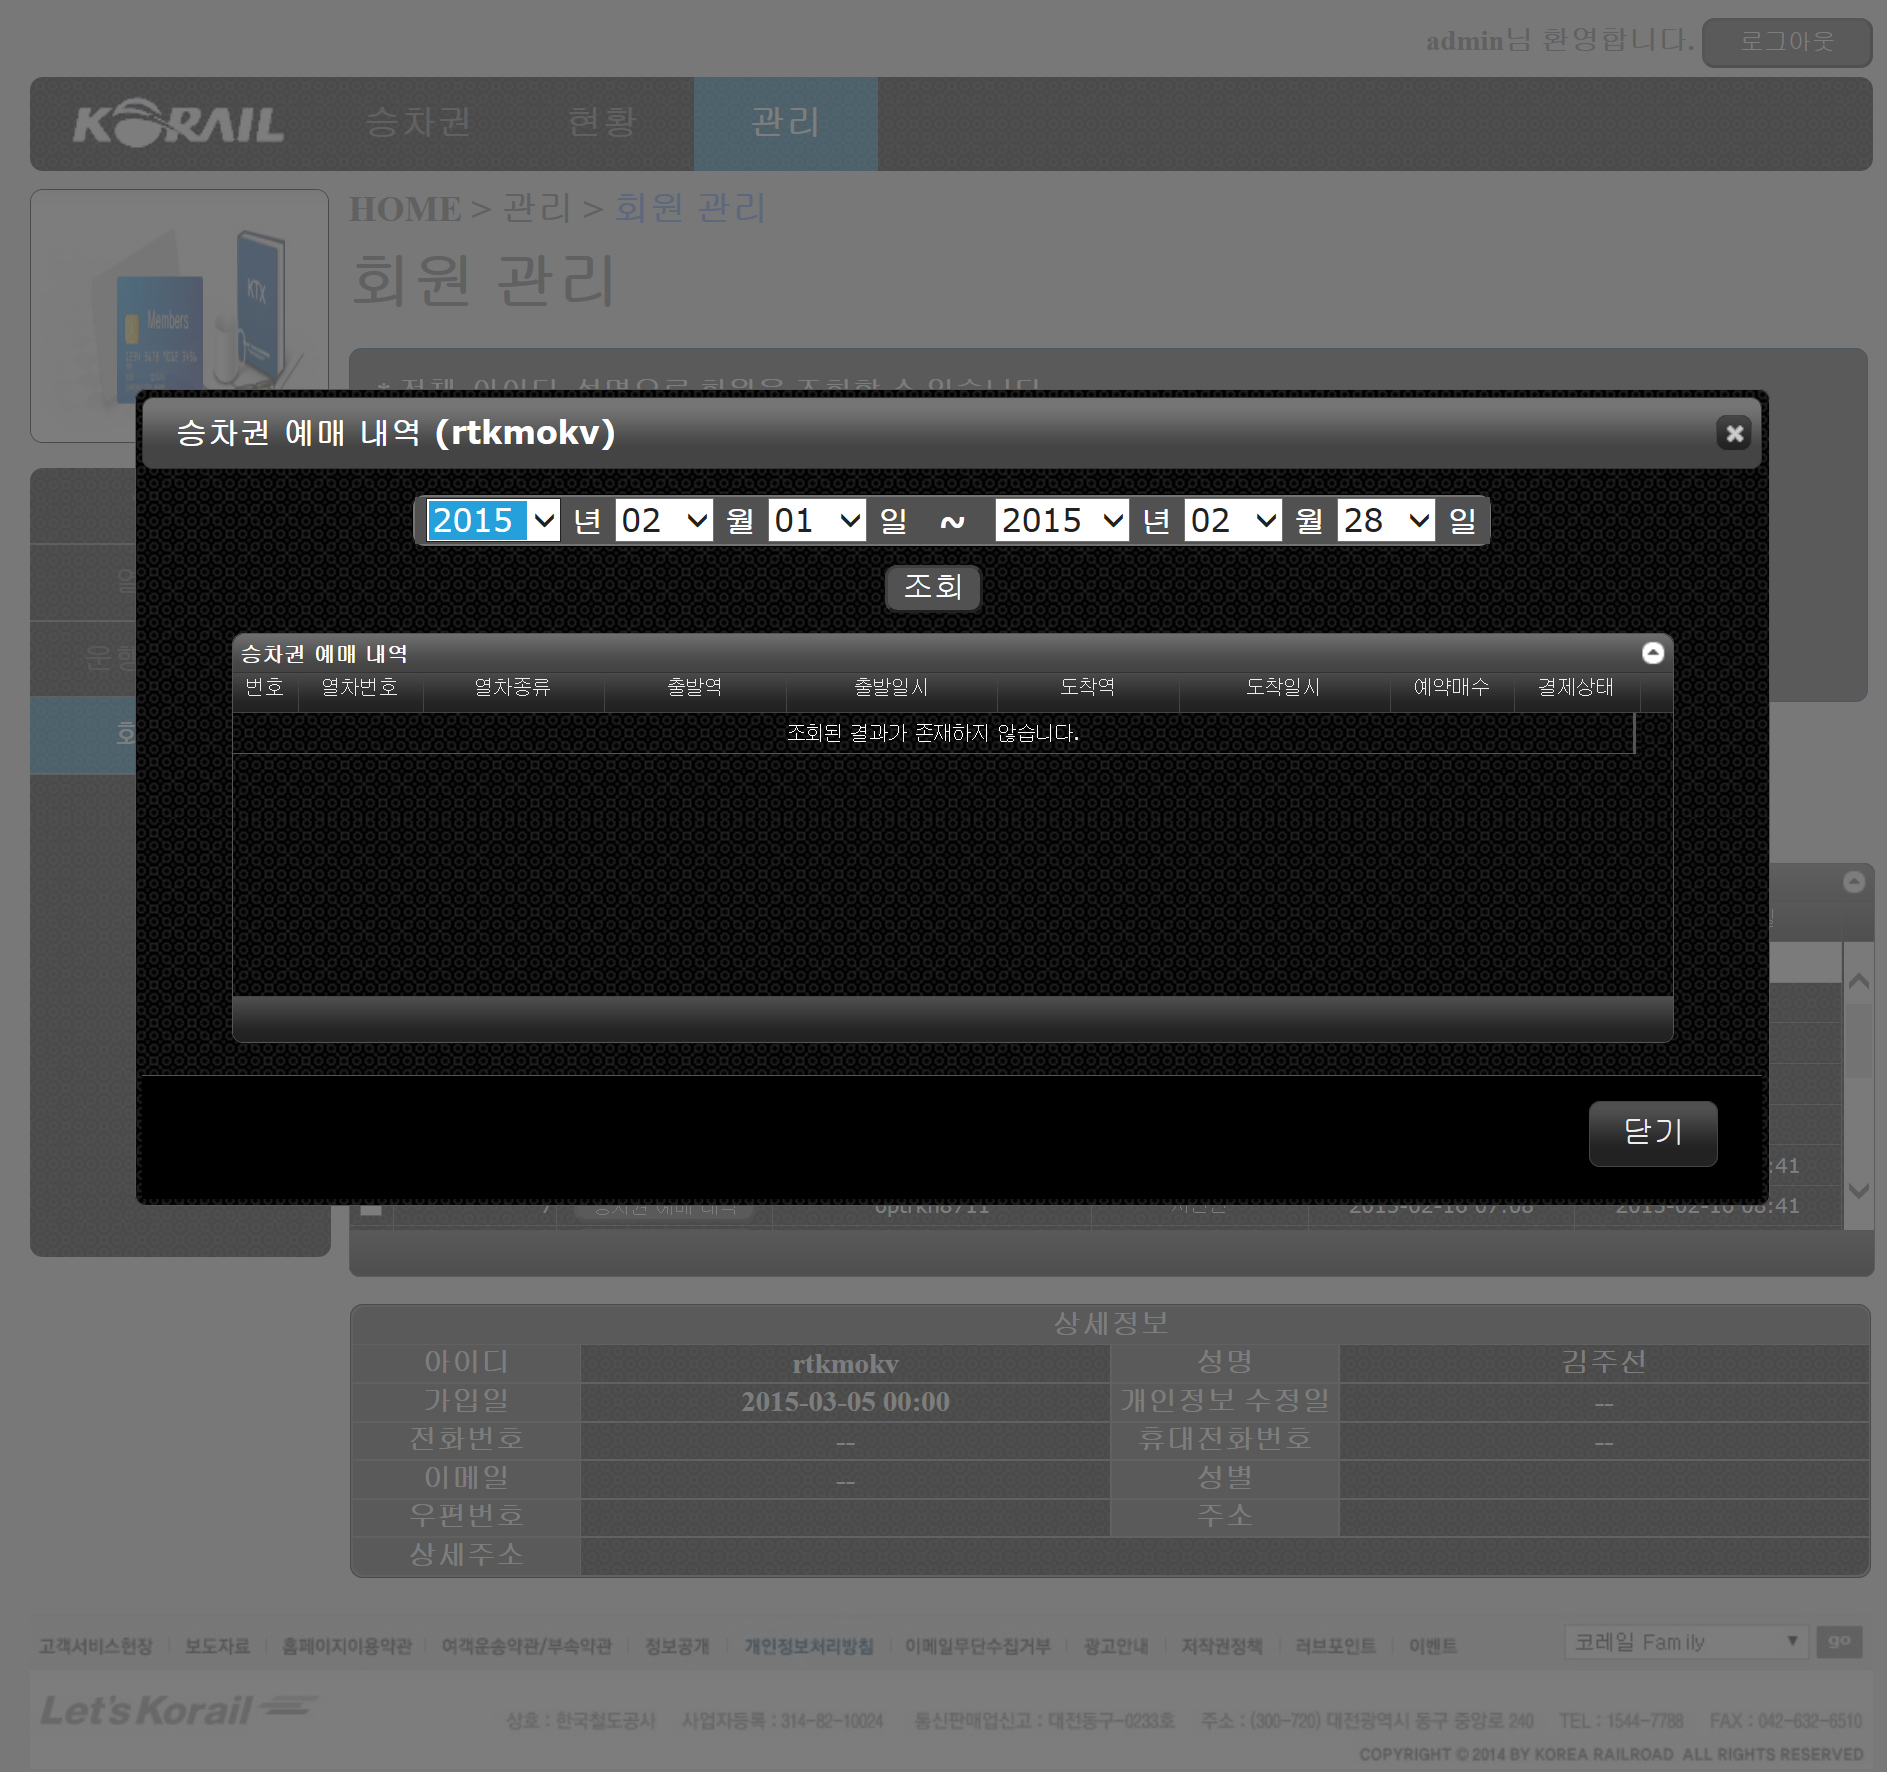 admin님 환영합니다. 로그아웃
KORAIL 승차권 현황 관리
HOME > 관리 > 회원 관리
회원 관리
KTX
Members
* 전체, 아이디, 성명으로 회원을 조회할 수 있습니다
승차권 예매 내역 (rtkmokv)
2015 년 02 월 01 일 ~ 2015 년 02 월 28 일
조회
승차권 예매 내역
번호 열차번호 열차종류 출발역 출발일시 도착역 도착일시 예약매수 결제상태
조회된 결과가 존재하지 않습니다.
닫기
:41
7 승차권 예매 내역 optrkh8711 2015-02-16 07:08 2015-02-16 08:41
상세정보
아이디 rtkmokv 성명 김주선
가입일 2015-03-05 00:00 개인정보 수정일 --
전화번호 -- 휴대전화번호 --
이메일 -- 성별
우편번호 주소
상세주소
고객서비스헌장 보도자료 홈페이지이용약관 여객운송약관/부속약관 정보공개 개인정보처리방침 이메일무단수집거부 광고안내 저작권정책 러브포인트 이벤트 코레일 Family ▼ go
Let's Korail
상호 : 한국철도공사 사업자등록 : 314-82-10024 통신판매업신고 : 대전동구-0233호 주소 : (300-720) 대전광역시 동구 중앙로 240 TEL : 1544-7788 FAX : 042-632-6510
COPYRIGHT © 2014 BY KOREA RAILROAD ALL RIGHTS RESERVED